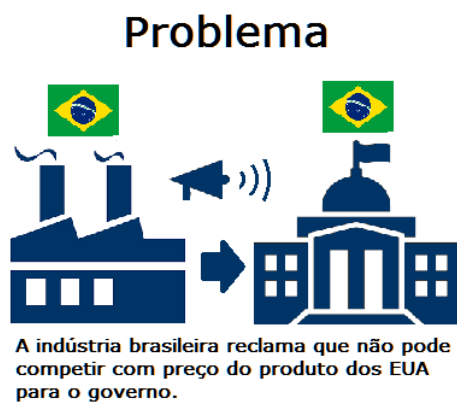 Problema
A indústria brasileira reclama que não pode
competir com preço do produto dos EUA
para o governo.